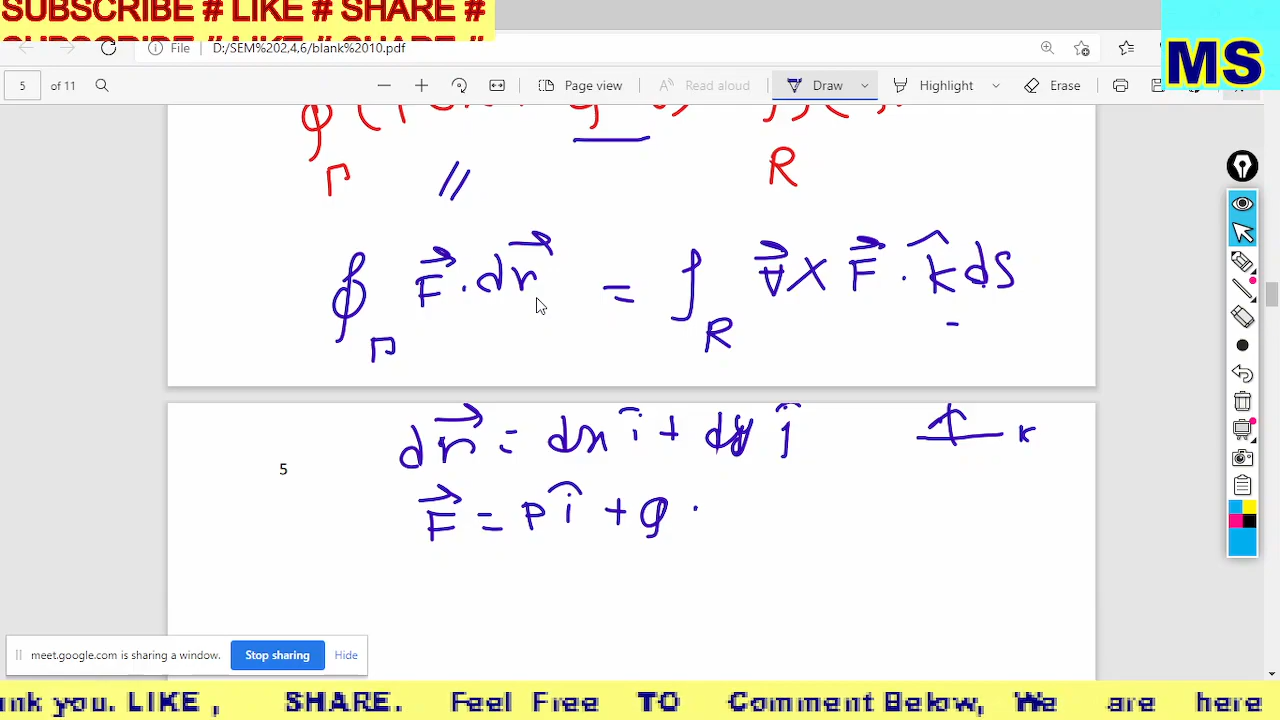 SUBSCRIBE # LIKE # SHARE #
File D:/SEM%202,4,6/blank%2010.pdf
MS
5 of 11 Page view Read aloud Draw Highlight Erase
Γ // R
∮_Γ F⃗ . dr⃗ = ∫_R ∇⃗ X F⃗ . k̂ dS
dr⃗ = dx î + dy ĵ
K
5
F⃗ = P î + Q .
meet.google.com is sharing a window. Stop sharing Hide
nk you. LIKE , SHARE. Feel Free TO Comment Below, We are here